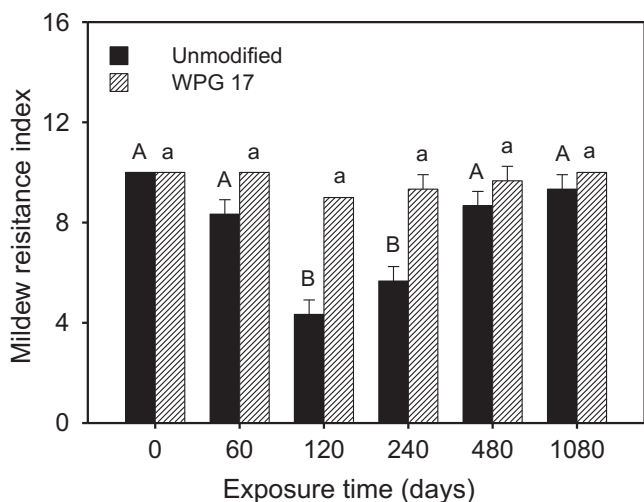 16
12
8
4
0
Mildew reisitance index
Unmodified
WPG 17
A a A a B a B a A a A a
0 60 120 240 480 1080
Exposure time (days)